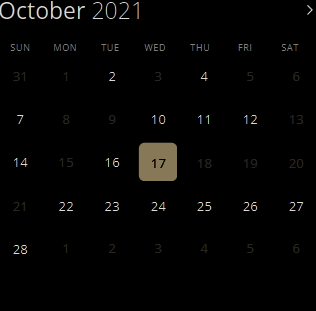 October 2021
SUN MON TUE WED THU FRI SAT
31 1 2 3 4 5 6
7 8 9 10 11 12 13
14 15 16 17 18 19 20
21 22 23 24 25 26 27
28 1 2 3 4 5 6